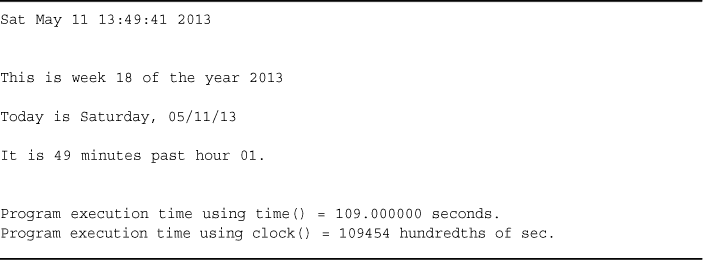 Sat May 11 13:49:41 2013
This is week 18 of the year 2013
Today is Saturday, 05/11/13
It is 49 minutes past hour 01.
Program execution time using time() = 109.000000 seconds.
Program execution time using clock() = 109454 hundredths of sec.